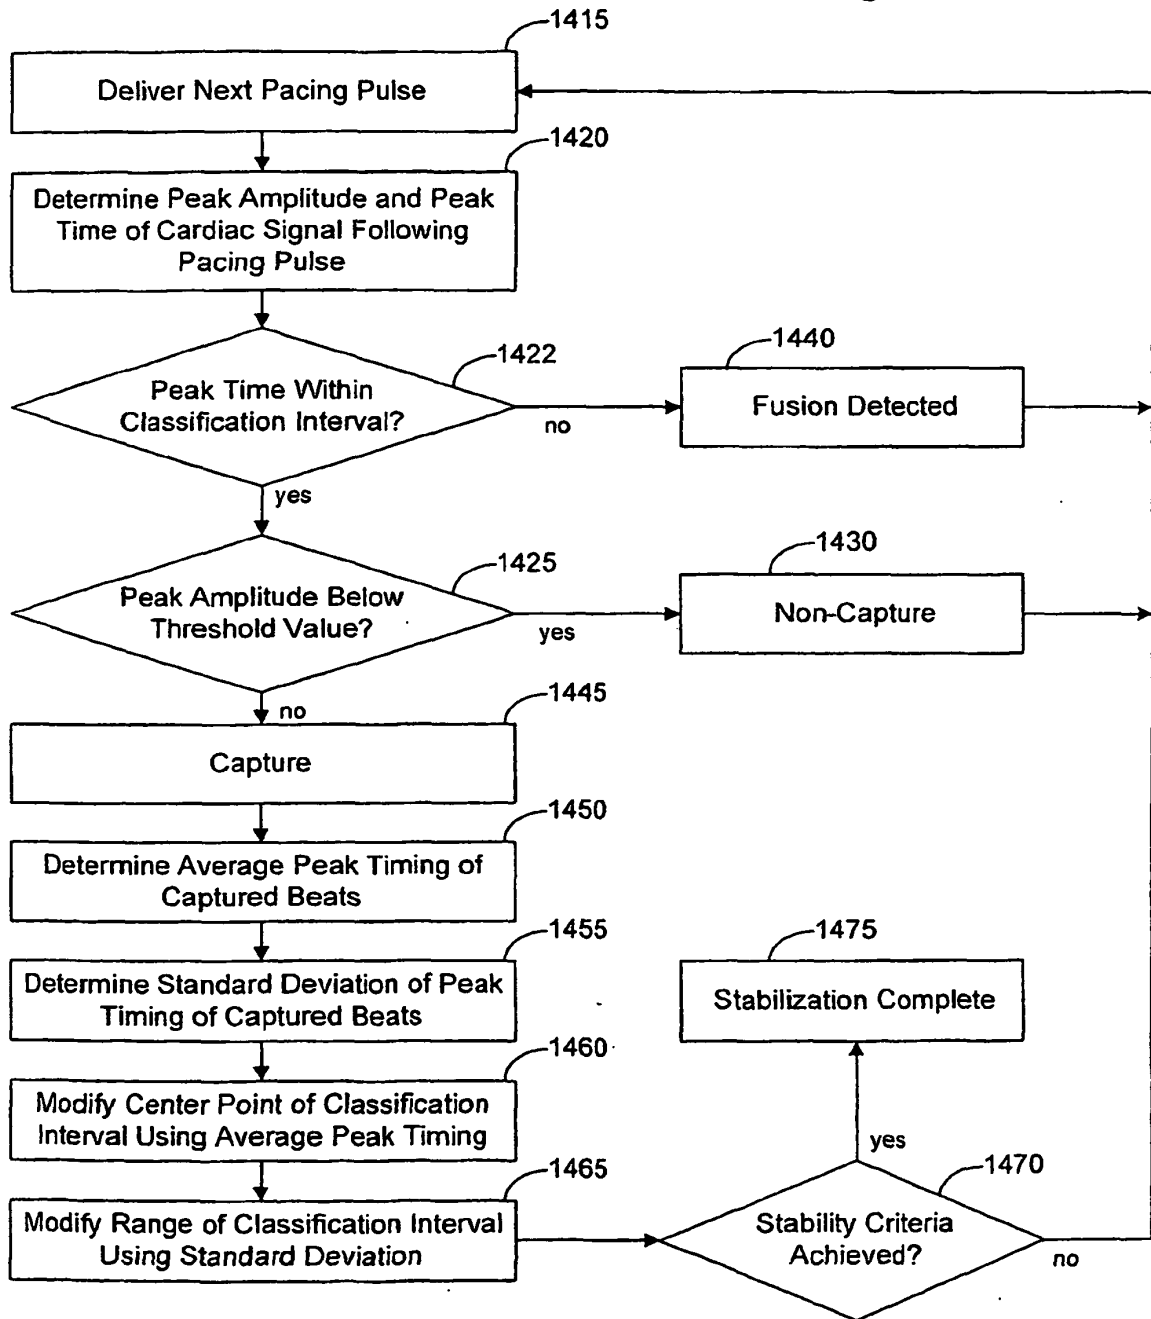 1415
Deliver Next Pacing Pulse
1420
Determine Peak Amplitude and Peak
Time of Cardiac Signal Following
Pacing Pulse
1422
Peak Time Within
Classification Interval?
no
1440
Fusion Detected
yes
1425
Peak Amplitude Below
Threshold Value?
yes
1430
Non-Capture
no
1445
Capture
1450
Determine Average Peak Timing of
Captured Beats
1455
Determine Standard Deviation of Peak
Timing of Captured Beats
1475
Stabilization Complete
1460
Modify Center Point of Classification
Interval Using Average Peak Timing
yes
1465
Modify Range of Classification Interval
Using Standard Deviation
1470
Stability Criteria
Achieved?
no